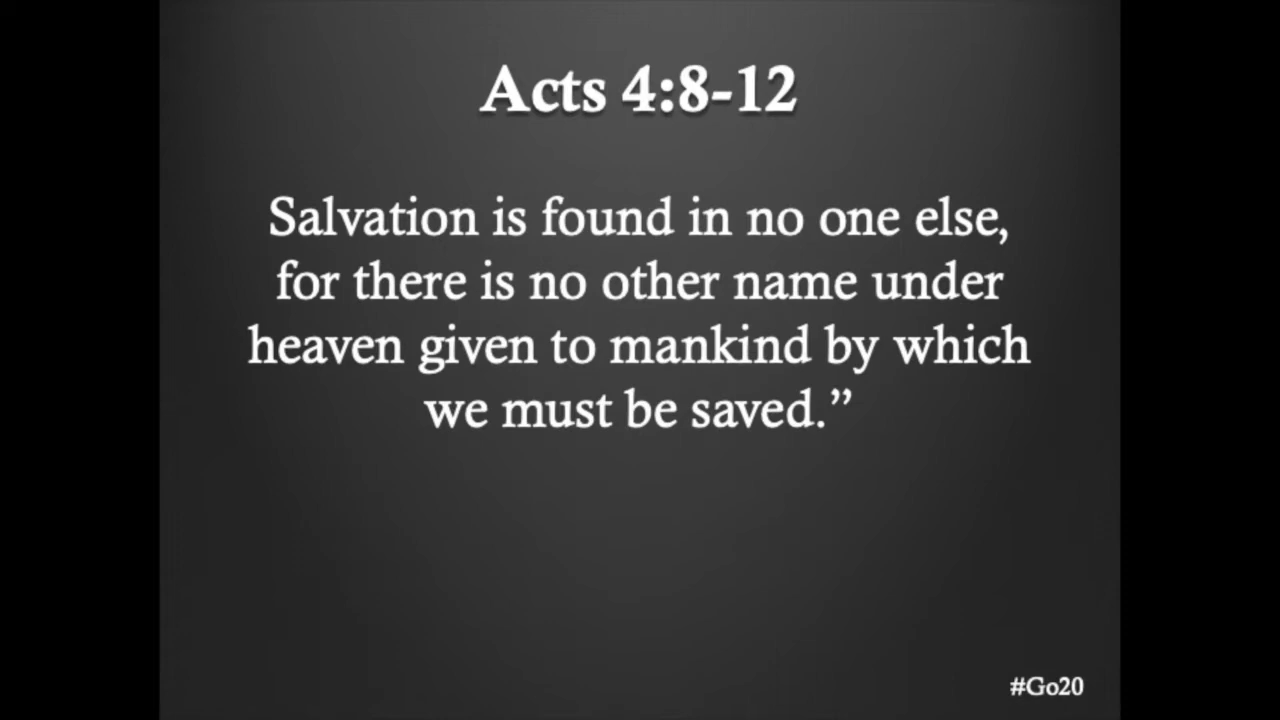 Acts 4:8-12
Salvation is found in no one else,
for there is no other name under
heaven given to mankind by which
we must be saved.”
#Go20